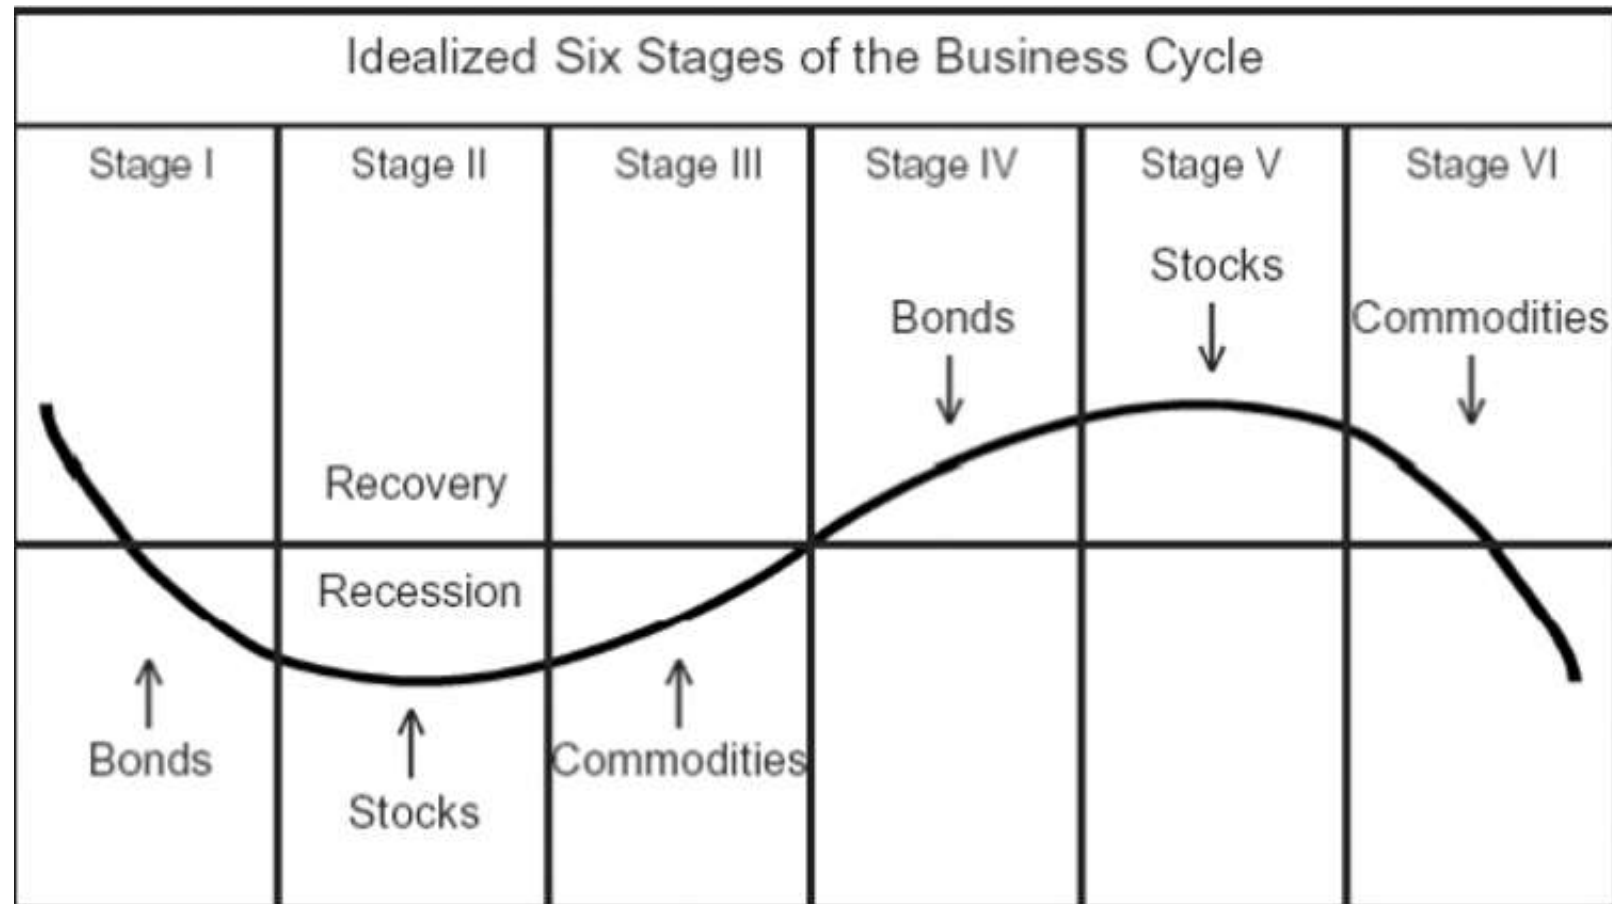 Idealized Six Stages of the Business Cycle
Stage I
Stage II
Stage III
Stage IV
Stage V
Stage VI
Stocks
Bonds
Commodities
Recovery
Recession
Bonds
Commodities
Stocks